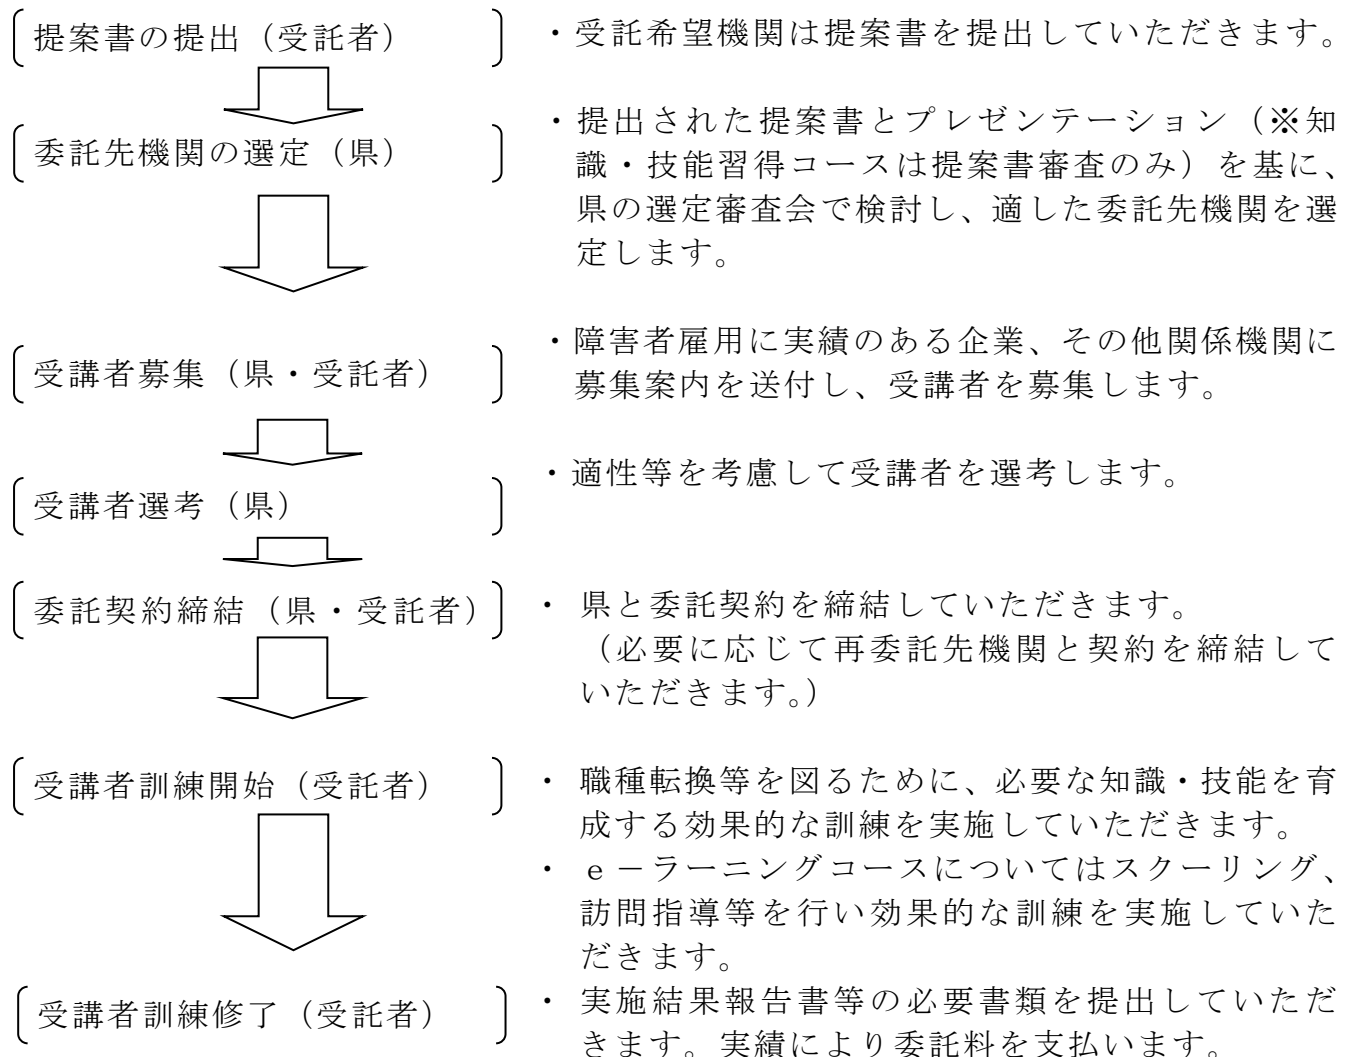 提案書の提出（受託者）
・受託希望機関は提案書を提出していただきます。
委託先機関の選定（県）
・提出された提案書とプレゼンテーション（※知
識・技能習得コースは提案書審査のみ）を基に、
県の選定審査会で検討し、適した委託先機関を選
定します。
受講者募集（県・受託者）
・障害者雇用に実績のある企業、その他関係機関に
募集案内を送付し、受講者を募集します。
受講者選考（県）
・適性等を考慮して受講者を選考します。
委託契約締結（県・受託者）
・ 県と委託契約を締結していただきます。
（必要に応じて再委託先機関と契約を締結して
いただきます。）
受講者訓練開始（受託者）
・ 職種転換等を図るために、必要な知識・技能を育
成する効果的な訓練を実施していただきます。
・ ｅ－ラーニングコースについてはスクーリング、
訪問指導等を行い効果的な訓練を実施していた
だきます。
受講者訓練修了（受託者）
・ 実施結果報告書等の必要書類を提出していただ
きます。実績により委託料を支払います。